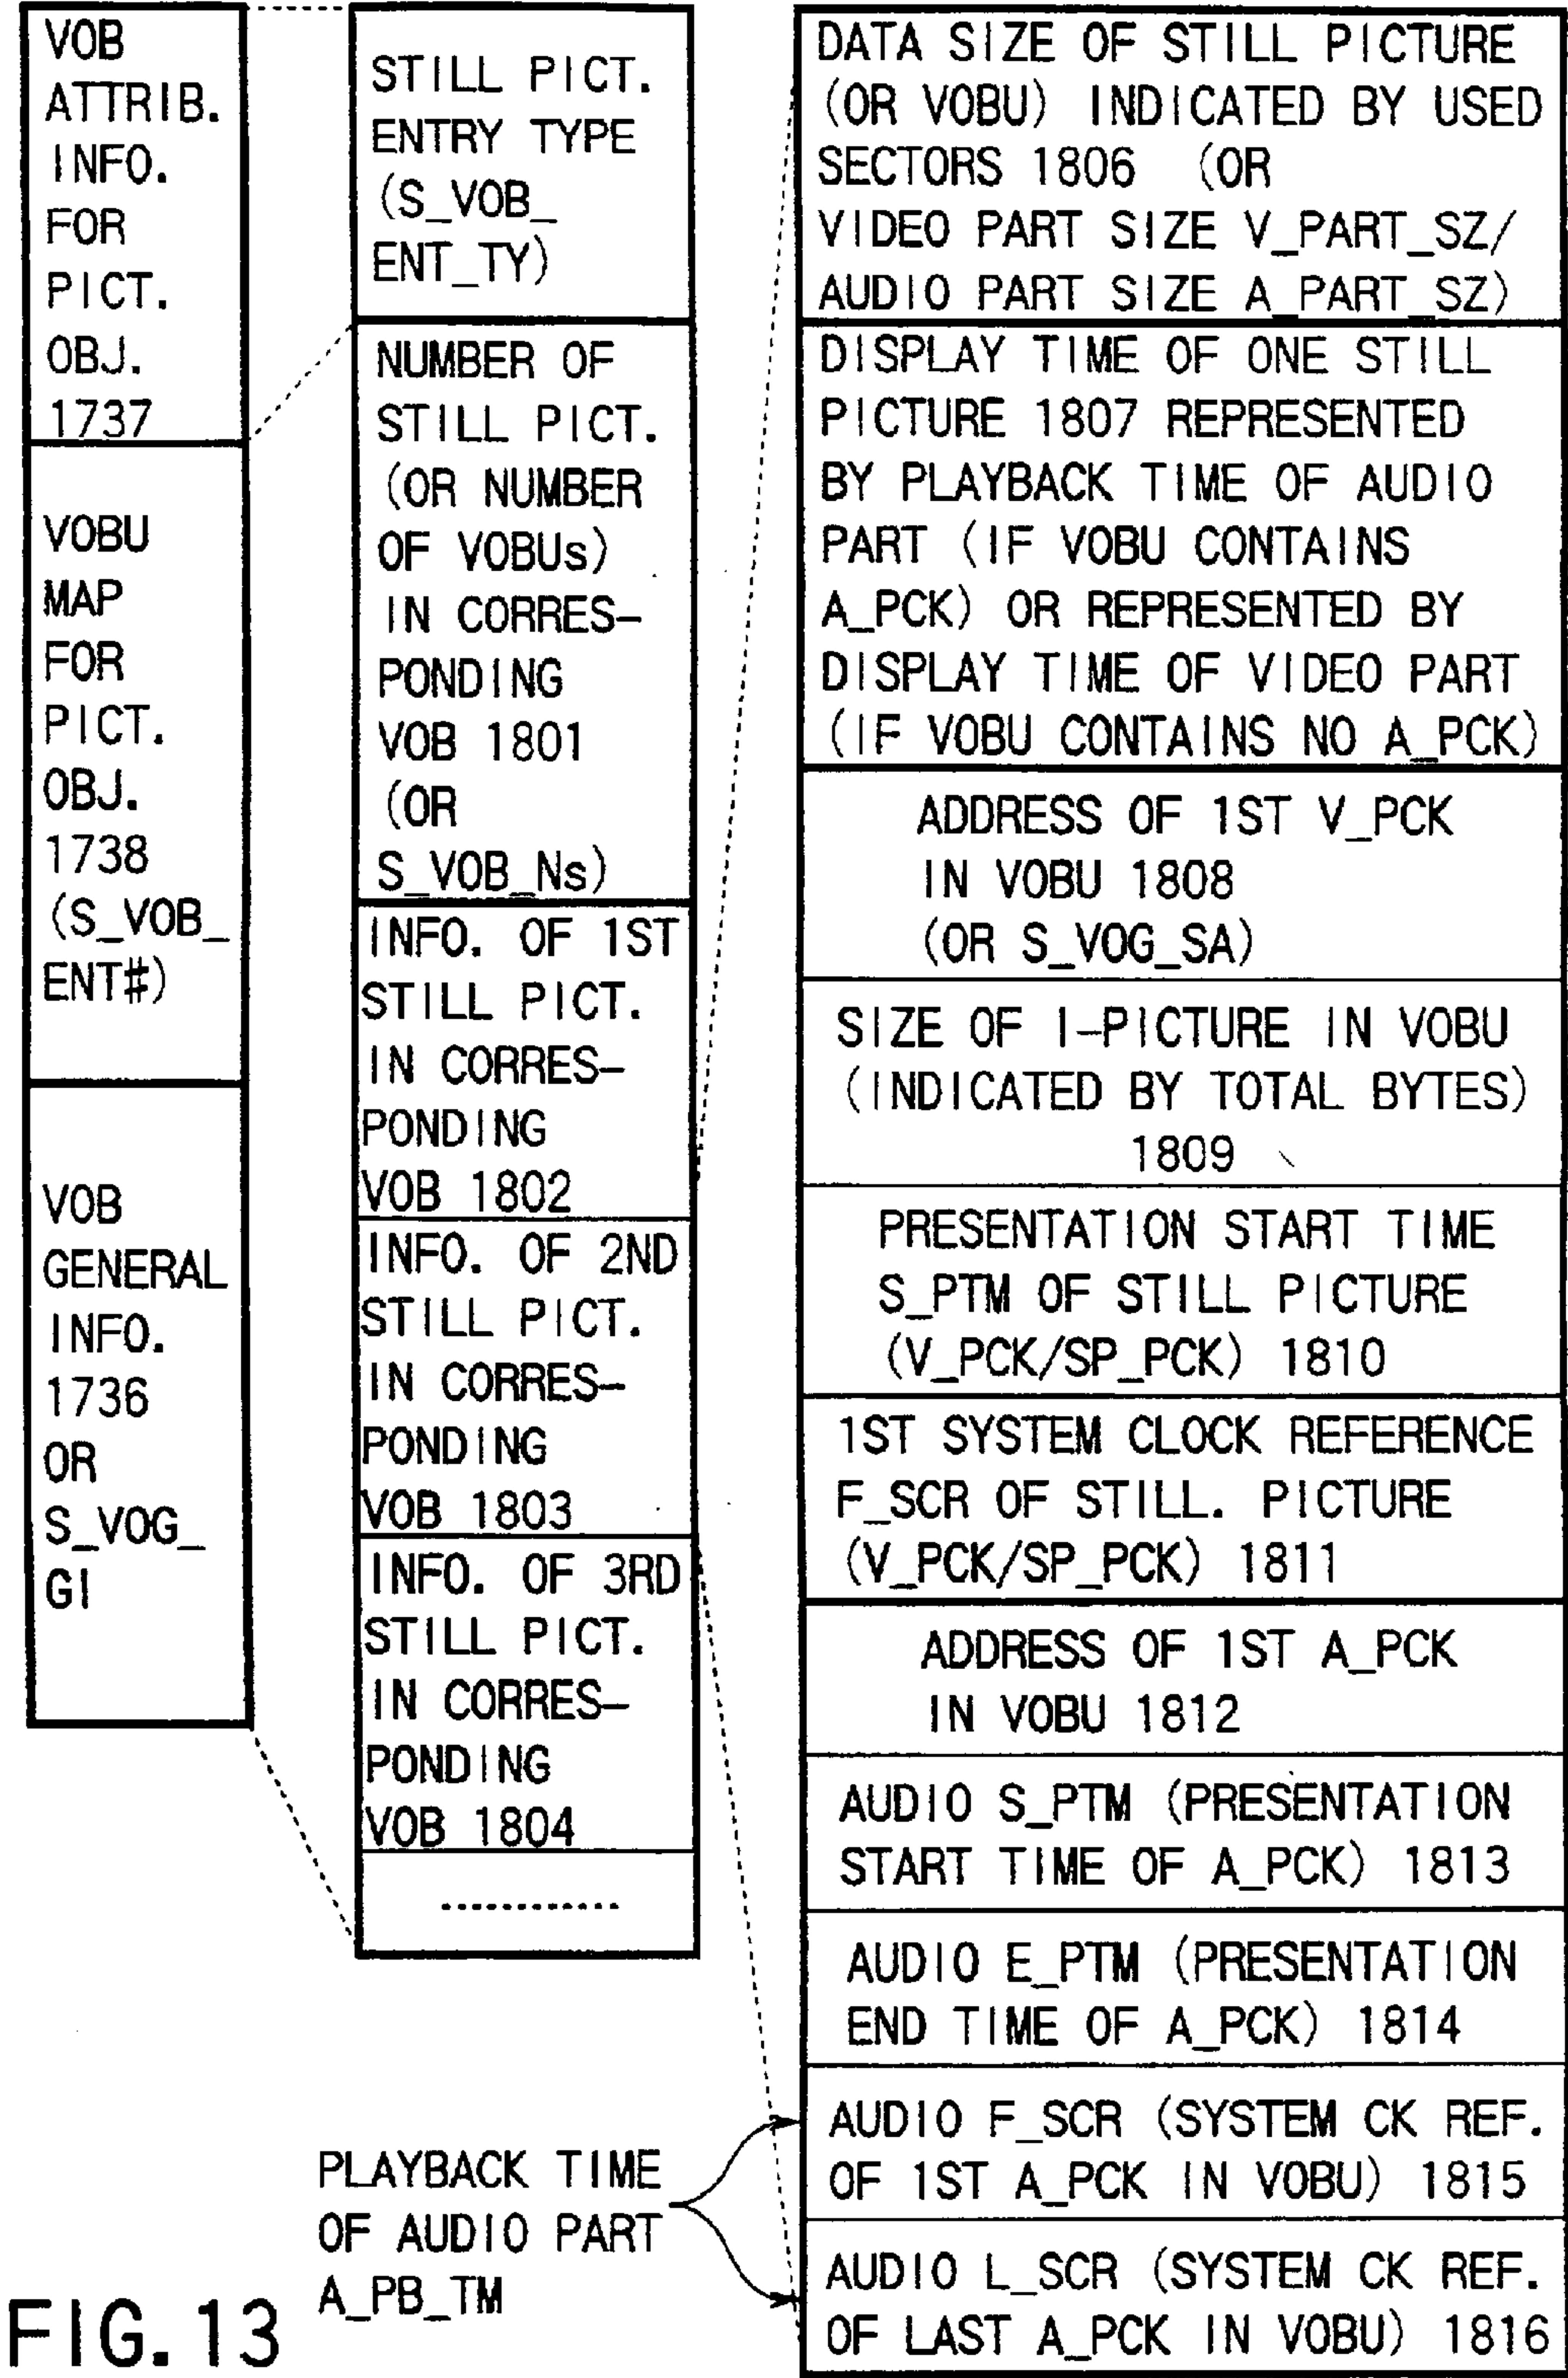 VOB
ATTRIB.
INFO.
FOR
PICT.
OBJ.
1737
VOBU
MAP
FOR
PICT.
OBJ.
1738
(S_VOB_
ENT#)
VOB
GENERAL
INFO.
1736
OR
S_VOG_
GI
STILL PICT.
ENTRY TYPE
(S_VOB_
ENT_TY)
NUMBER OF
STILL PICT.
(OR NUMBER
OF VOBUs)
IN CORRES-
PONDING
VOB 1801
(OR
S_VOB_Ns)
INFO. OF 1ST
STILL PICT.
IN CORRES-
PONDING
VOB 1802
INFO. OF 2ND
STILL PICT.
IN CORRES-
PONDING
VOB 1803
INFO. OF 3RD
STILL PICT.
IN CORRES-
PONDING
VOB 1804
............
DATA SIZE OF STILL PICTURE
(OR VOBU) INDICATED BY USED
SECTORS 1806 (OR
VIDEO PART SIZE V_PART_SZ/
AUDIO PART SIZE A_PART_SZ)
DISPLAY TIME OF ONE STILL
PICTURE 1807 REPRESENTED
BY PLAYBACK TIME OF AUDIO
PART (IF VOBU CONTAINS
A_PCK) OR REPRESENTED BY
DISPLAY TIME OF VIDEO PART
(IF VOBU CONTAINS NO A_PCK)
ADDRESS OF 1ST V_PCK
IN VOBU 1808
(OR S_VOG_SA)
SIZE OF I-PICTURE IN VOBU
(INDICATED BY TOTAL BYTES)
1809
PRESENTATION START TIME
S_PTM OF STILL PICTURE
(V_PCK/SP_PCK) 1810
1ST SYSTEM CLOCK REFERENCE
F_SCR OF STILL. PICTURE
(V_PCK/SP_PCK) 1811
ADDRESS OF 1ST A_PCK
IN VOBU 1812
AUDIO S_PTM (PRESENTATION
START TIME OF A_PCK) 1813
AUDIO E_PTM (PRESENTATION
END TIME OF A_PCK) 1814
AUDIO F_SCR (SYSTEM CK REF.
OF 1ST A_PCK IN VOBU) 1815
AUDIO L_SCR (SYSTEM CK REF.
OF LAST A_PCK IN VOBU) 1816
PLAYBACK TIME
OF AUDIO PART
A_PB_TM
FIG. 13